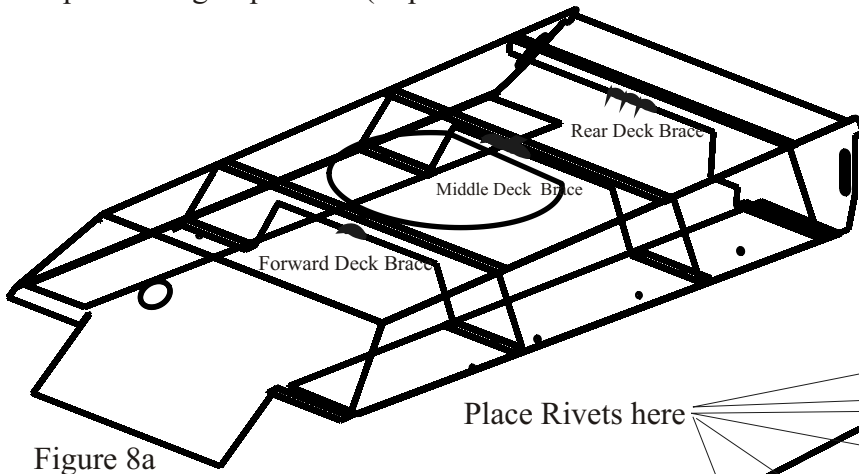 Rear Deck Brace
Middle Deck Brace
Forward Deck Brace
Place Rivets here
Figure 8a